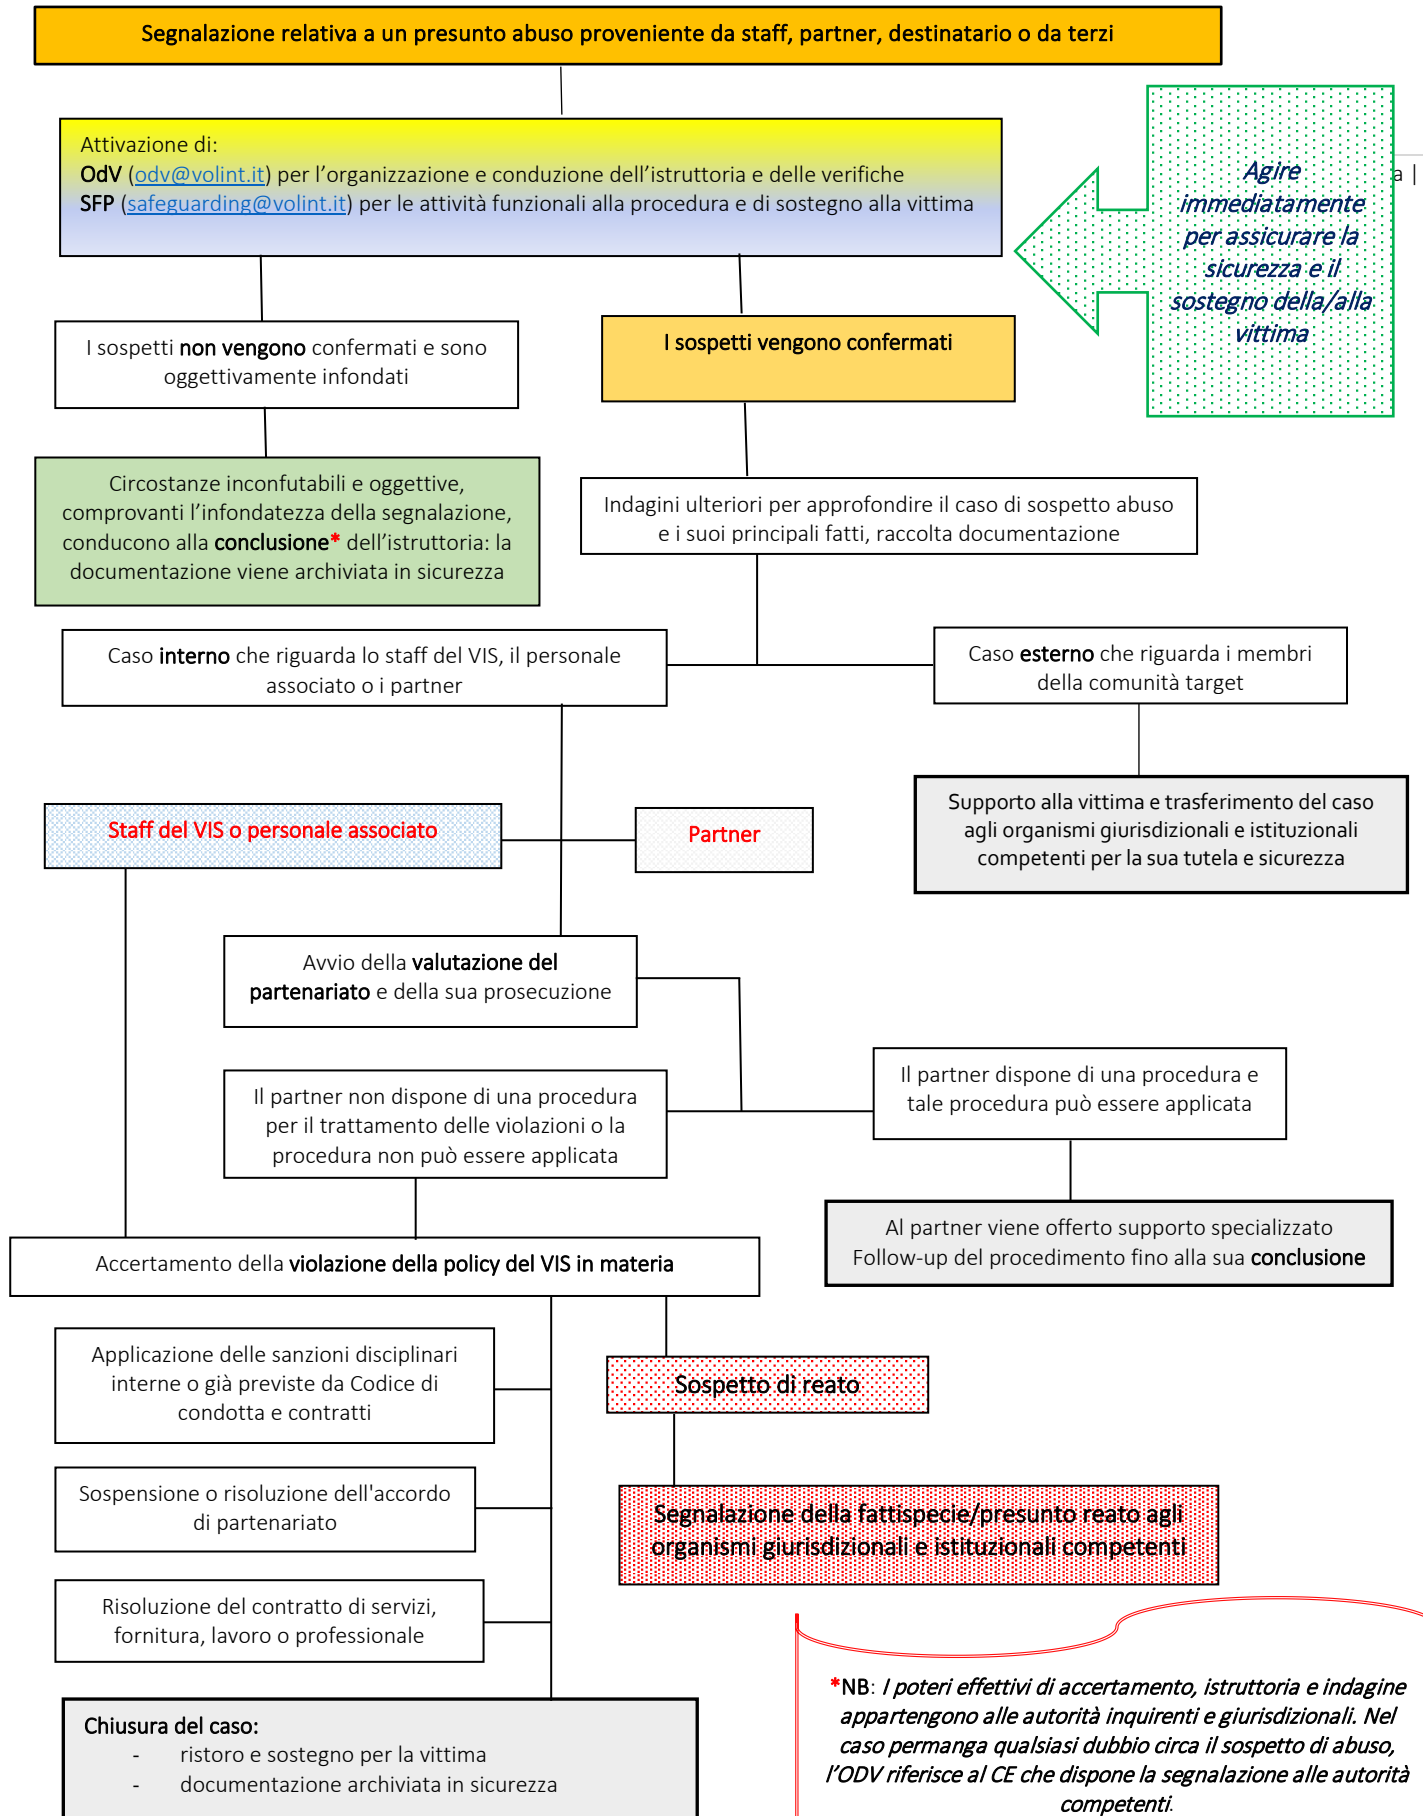 Segnalazione relativa a un presunto abuso proveniente da staff, partner, destinatario o da terzi
Attivazione di:
OdV (odv@volint.it) per l’organizzazione e conduzione dell’istruttoria e delle verifiche
SFP (safeguarding@volint.it) per le attività funzionali alla procedura e di sostegno alla vittima
Agire
immediatamente
per assicurare la
sicurezza e il
sostegno della/alla
vittima
a |
I sospetti non vengono confermati e sono
oggettivamente infondati
I sospetti vengono confermati
Circostanze inconfutabili e oggettive,
comprovanti l’infondatezza della segnalazione,
conducono alla conclusione* dell’istruttoria: la
documentazione viene archiviata in sicurezza
Indagini ulteriori per approfondire il caso di sospetto abuso
e i suoi principali fatti, raccolta documentazione
Caso interno che riguarda lo staff del VIS, il personale
associato o i partner
Caso esterno che riguarda i membri
della comunità target
Supporto alla vittima e trasferimento del caso
agli organismi giurisdizionali e istituzionali
competenti per la sua tutela e sicurezza
Staff del VIS o personale associato
Partner
Avvio della valutazione del
partenariato e della sua prosecuzione
Il partner non dispone di una procedura
per il trattamento delle violazioni o la
procedura non può essere applicata
Il partner dispone di una procedura e
tale procedura può essere applicata
Al partner viene offerto supporto specializzato
Follow-up del procedimento fino alla sua conclusione
Accertamento della violazione della policy del VIS in materia
Applicazione delle sanzioni disciplinari
interne o già previste da Codice di
condotta e contratti
Sospetto di reato
Sospensione o risoluzione dell'accordo
di partenariato
Segnalazione della fattispecie/presunto reato agli
organismi giurisdizionali e istituzionali competenti
Risoluzione del contratto di servizi,
fornitura, lavoro o professionale
Chiusura del caso:
- ristoro e sostegno per la vittima
- documentazione archiviata in sicurezza
*NB: I poteri effettivi di accertamento, istruttoria e indagine
appartengono alle autorità inquirenti e giurisdizionali. Nel
caso permanga qualsiasi dubbio circa il sospetto di abuso,
l’ODV riferisce al CE che dispone la segnalazione alle autorità
competenti.